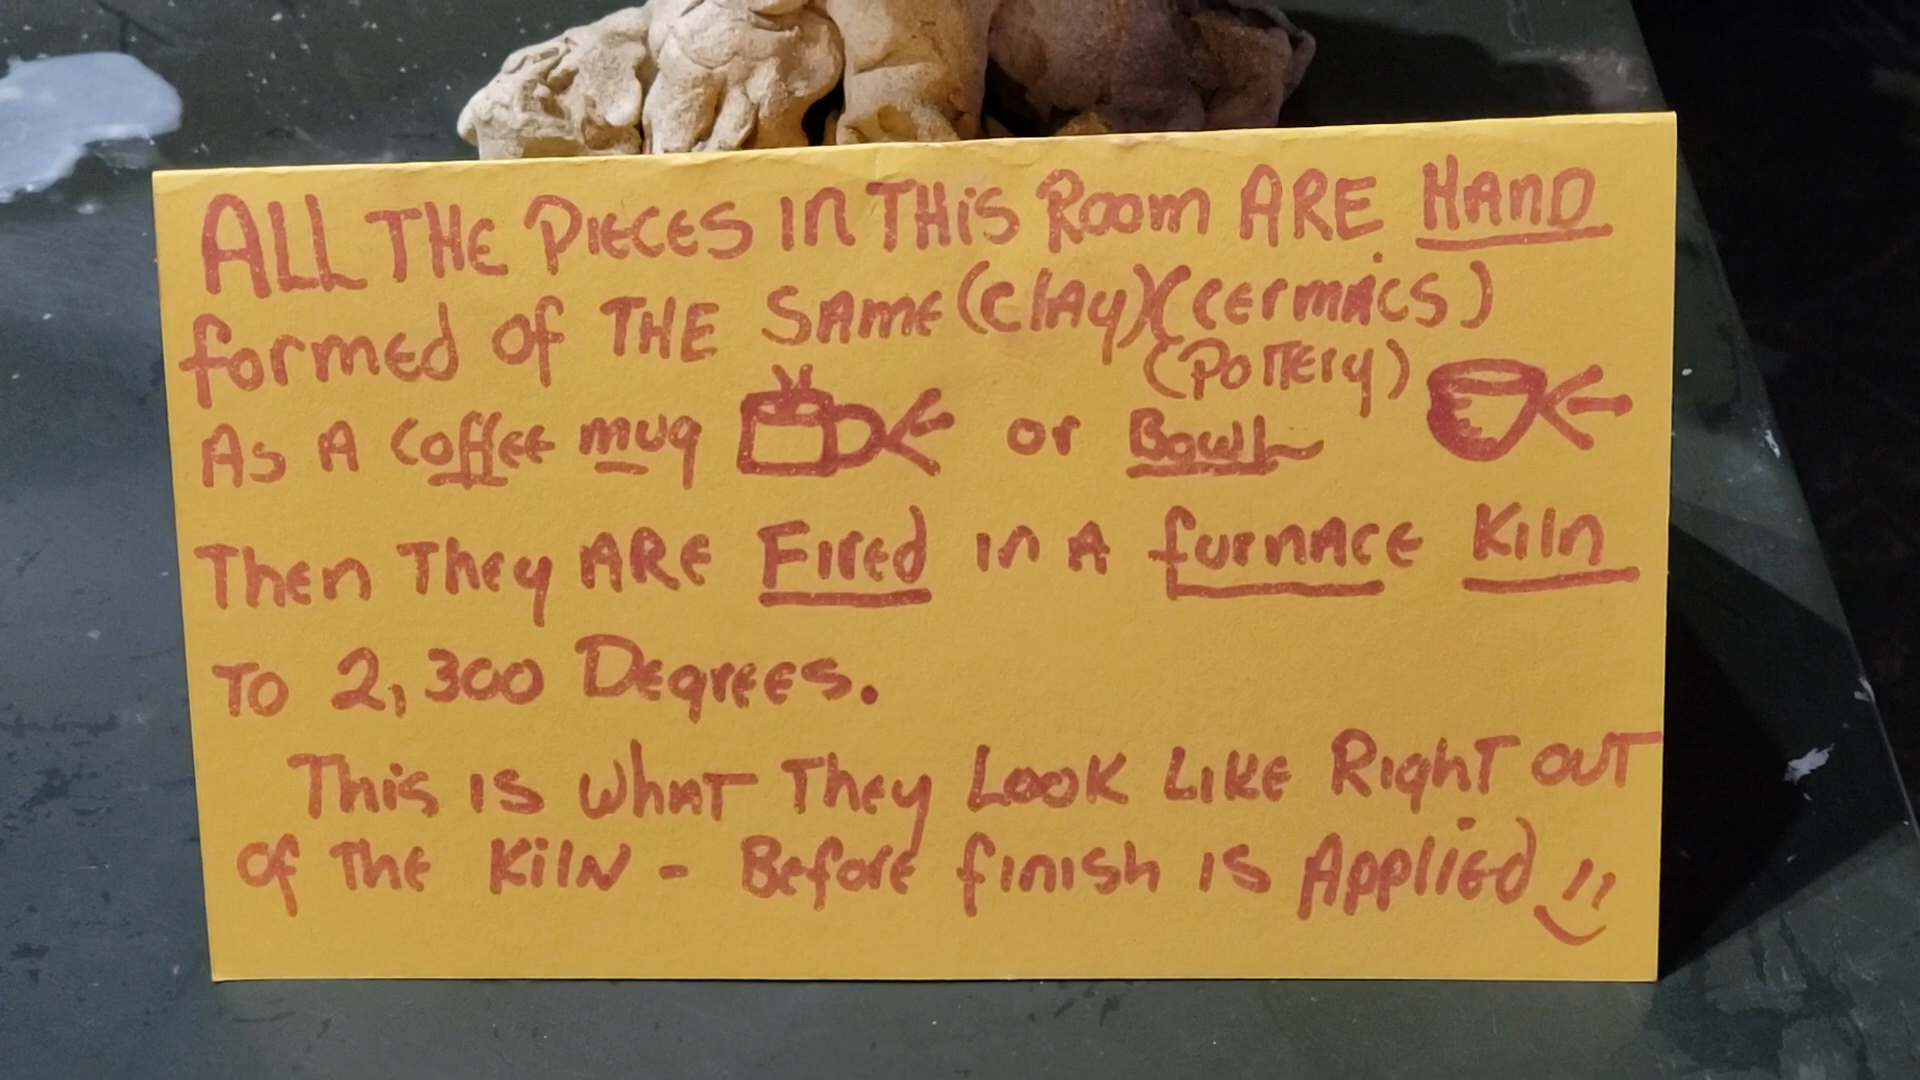 ALL THE PIECES IN THIS ROOM ARE HAND
formed of THE SAME (CLAY) (CERMICS)
(POTTERY)
AS A Coffee mug or BOWL
Then They ARE Fired in A furnace Kiln
TO 2,300 Degrees.
This is what They Look Like Right out
of The Kiln - Before finish is Applied